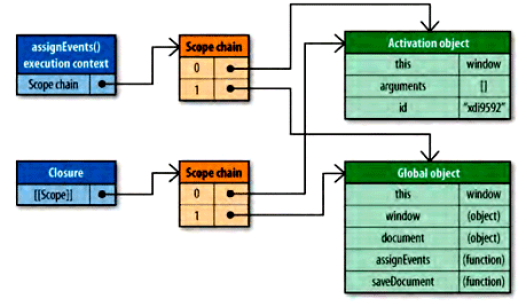 assignEvents()
execution context
Scope chain
Scope chain
0
1
Activation object
this window
arguments []
id "xdi9592"
Closure
[[Scope]]
Scope chain
0
1
Global object
this window
window (object)
document (object)
assignEvents (function)
saveDocument (function)